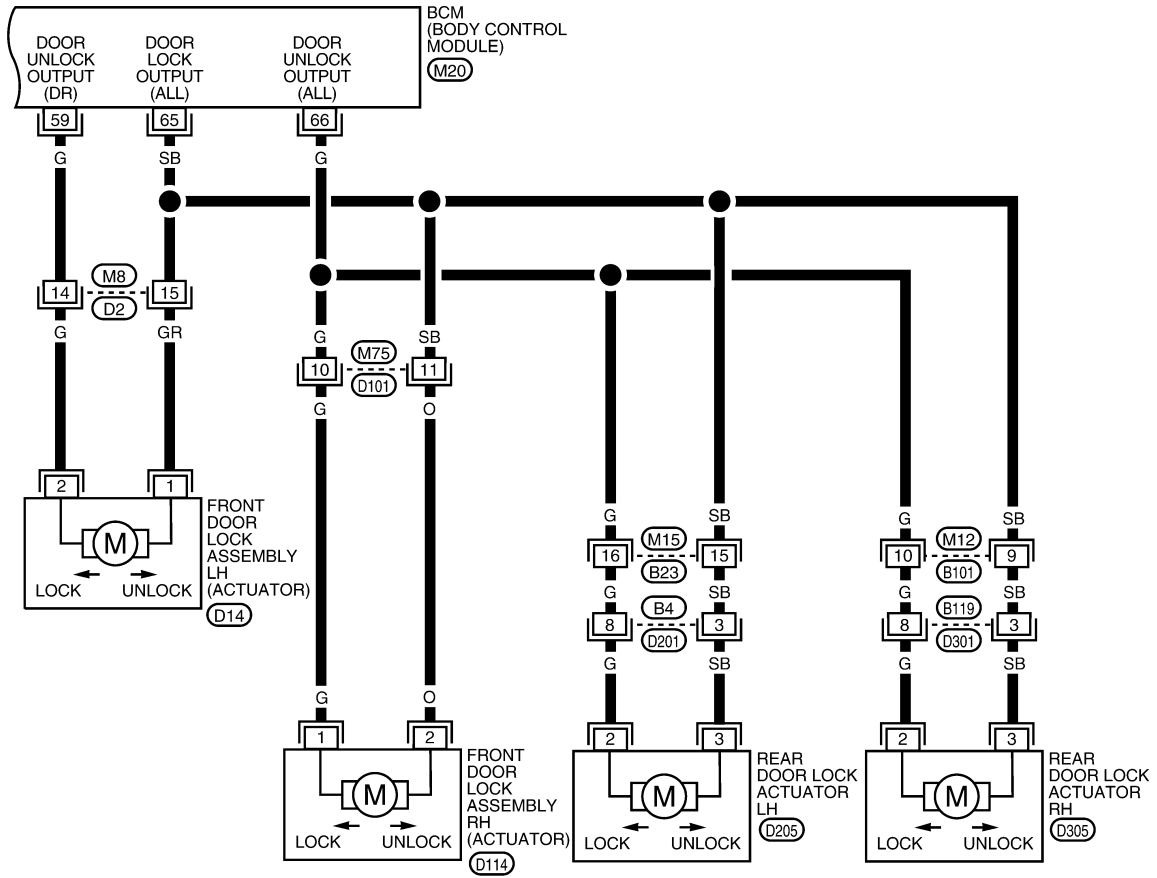 BCM
(BODY CONTROL
MODULE)
M20
DOOR
UNLOCK
OUTPUT
(DR)
DOOR
LOCK
OUTPUT
(ALL)
DOOR
UNLOCK
OUTPUT
(ALL)
59
65
66
G
SB
G
14
M8
D2
15
G
GR
G
SB
10
M75
D101
11
G
O
2
1
M
LOCK
UNLOCK
FRONT
DOOR
LOCK
ASSEMBLY
LH
(ACTUATOR)
D14
G
SB
16
M15
B23
15
G
SB
8
B4
D201
3
G
SB
G
SB
10
M12
B101
9
G
SB
8
B119
D301
3
G
SB
G
O
1
2
M
LOCK
UNLOCK
FRONT
DOOR
LOCK
ASSEMBLY
RH
(ACTUATOR)
D114
2
3
M
LOCK
UNLOCK
REAR
DOOR LOCK
ACTUATOR
LH
D205
2
3
M
LOCK
UNLOCK
REAR
DOOR LOCK
ACTUATOR
RH
D305